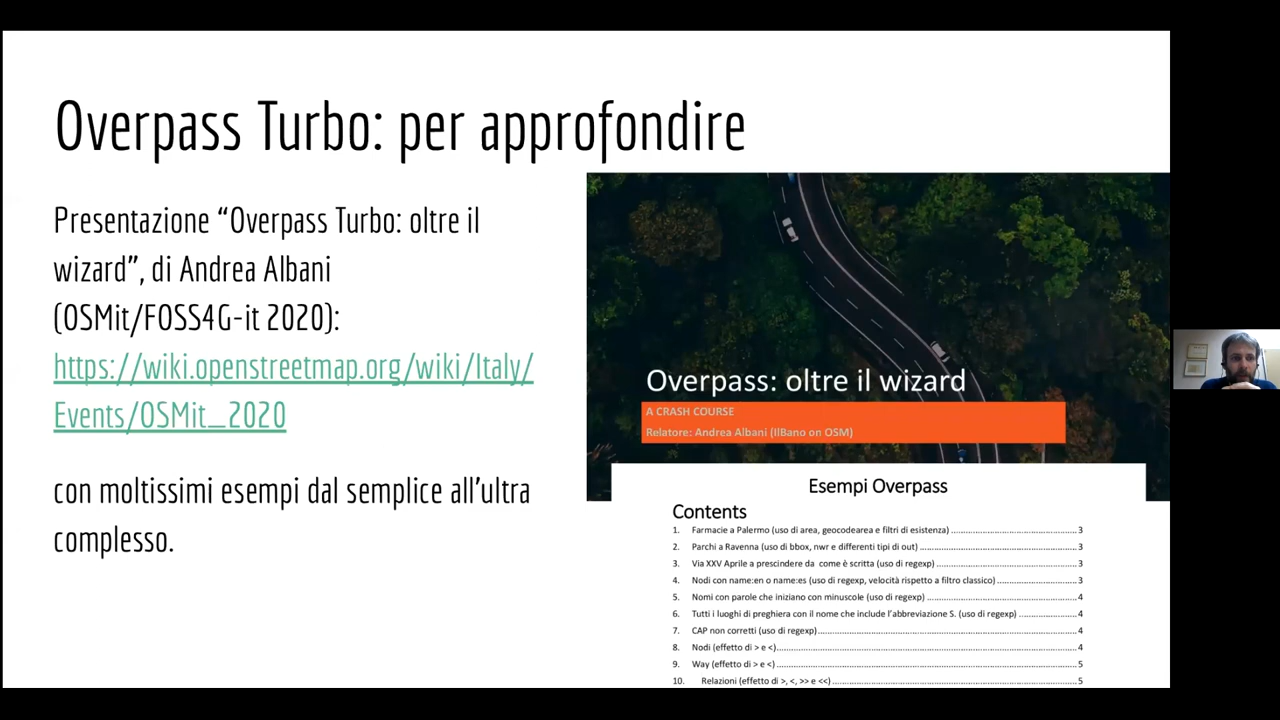 Overpass Turbo: per approfondire
Presentazione “Overpass Turbo: oltre il
wizard”, di Andrea Albani
(OSMit/FOSS4G-it 2020):
https://wiki.openstreetmap.org/wiki/Italy/
Events/OSMit_2020
con moltissimi esempi dal semplice all’ultra
complesso.
Overpass: oltre il wizard
A CRASH COURSE
Relatore: Andrea Albani (IlBano on OSM)
Esempi Overpass
Contents
1. Farmacie a Palermo (uso di area, geocodearea e filtri di esistenza) 3
2. Parchi a Ravenna (uso di bbox, nwr e differenti tipi di out) 3
3. Via XXV Aprile a prescindere da come è scritta (uso di regexp) 3
4. Nodi con name:en o name:es (uso di regexp, velocità rispetto a filtro classico) 3
5. Nomi con parole che iniziano con minuscole (uso di regexp) 4
6. Tutti i luoghi di preghiera con il nome che include l’abbreviazione S. (uso di regexp) 4
7. CAP non corretti (uso di regexp) 4
8. Nodi (effetto di > e <) 4
9. Way (effetto di > e <) 5
10. Relazioni (effetto di >, <, >> e <<) 5